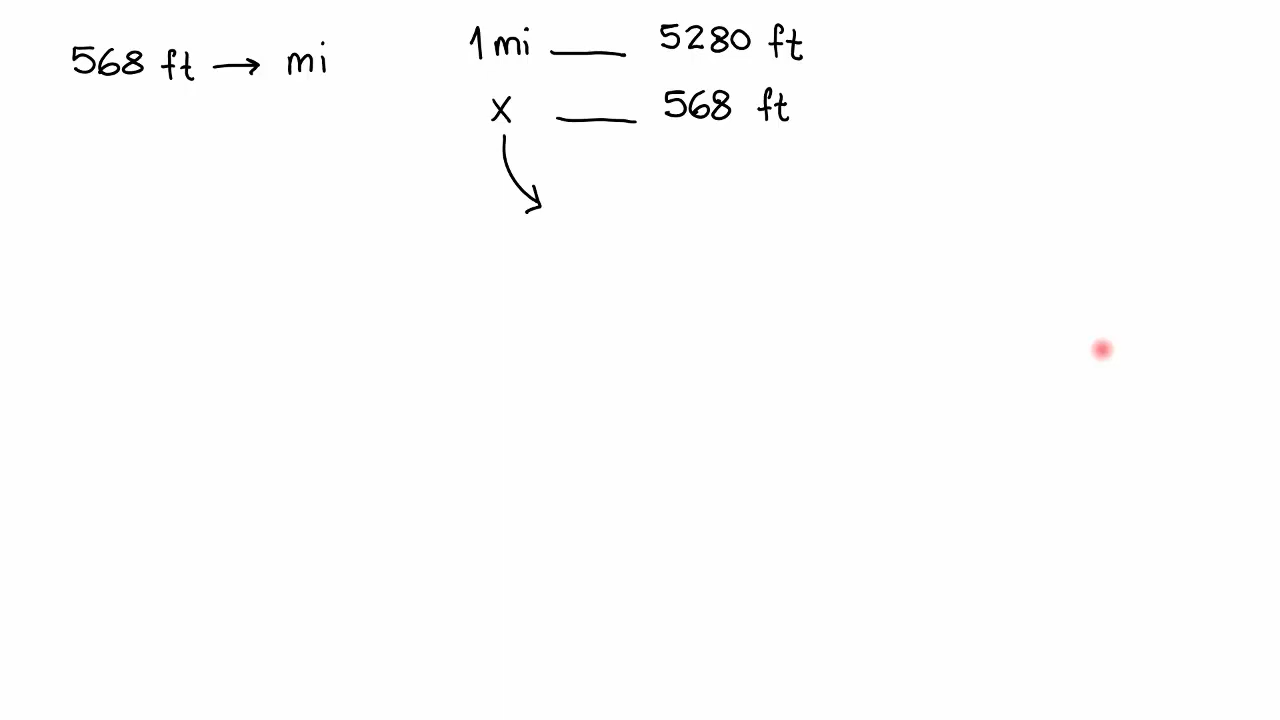 568 ft → mi
1 mi ___ 5280 ft
x ___ 568 ft